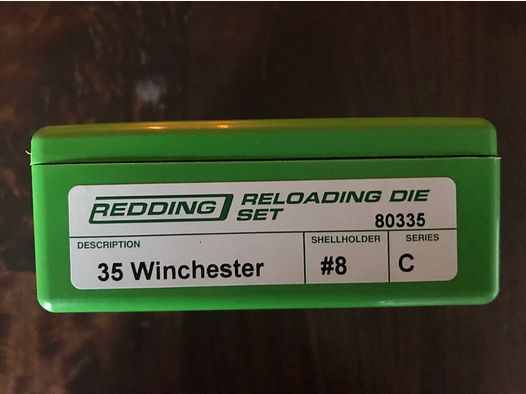 REDDING RELOADING DIE SET
80335
DESCRIPTION SHELLHOLDER SERIES
35 Winchester #8 C